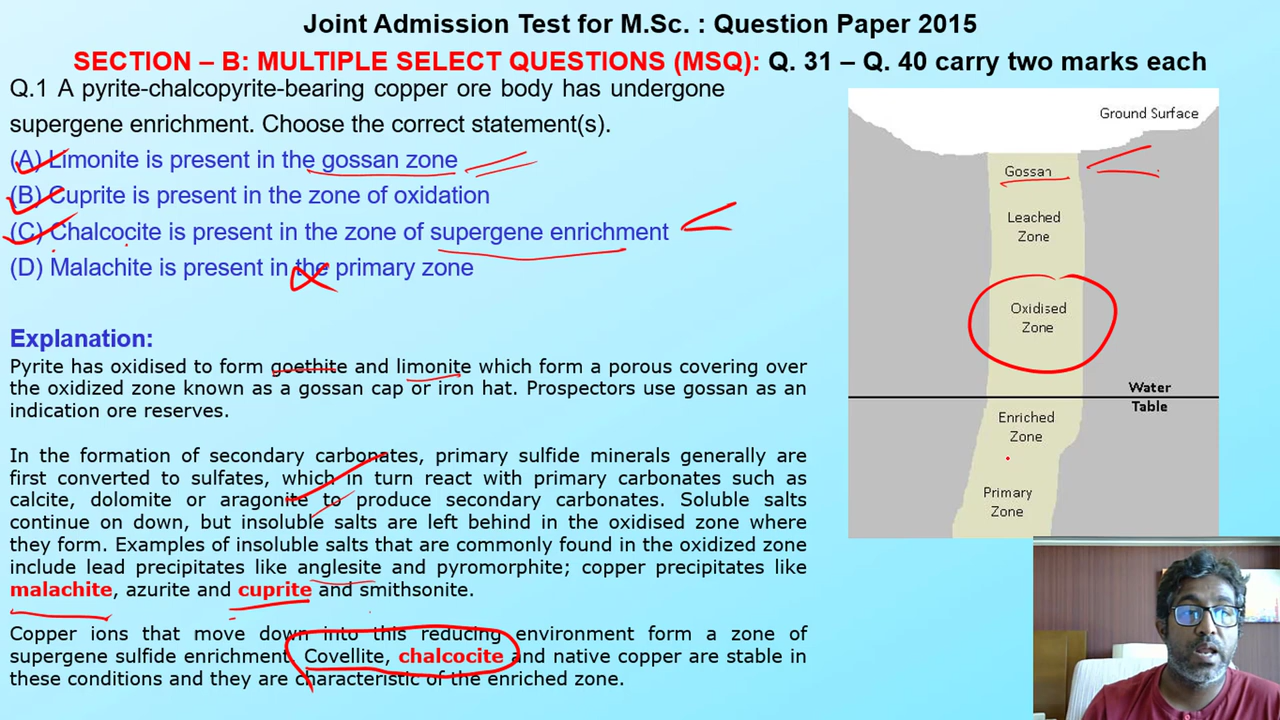 Joint Admission Test for M.Sc. : Question Paper 2015
SECTION – B: MULTIPLE SELECT QUESTIONS (MSQ): Q. 31 – Q. 40 carry two marks each
Q.1 A pyrite-chalcopyrite-bearing copper ore body has undergone
supergene enrichment. Choose the correct statement(s).
(A) Limonite is present in the gossan zone
(B) Cuprite is present in the zone of oxidation
(C) Chalcocite is present in the zone of supergene enrichment
(D) Malachite is present in the primary zone
Explanation:
Pyrite has oxidised to form goethite and limonite which form a porous covering over
the oxidized zone known as a gossan cap or iron hat. Prospectors use gossan as an
indication ore reserves.
In the formation of secondary carbonates, primary sulfide minerals generally are
first converted to sulfates, which in turn react with primary carbonates such as
calcite, dolomite or aragonite to produce secondary carbonates. Soluble salts
continue on down, but insoluble salts are left behind in the oxidised zone where
they form. Examples of insoluble salts that are commonly found in the oxidized zone
include lead precipitates like anglesite and pyromorphite; copper precipitates like
malachite, azurite and cuprite and smithsonite.
Copper ions that move down into this reducing environment form a zone of
supergene sulfide enrichment. Covellite, chalcocite and native copper are stable in
these conditions and they are characteristic of the enriched zone.
Ground Surface
Gossan
Leached
Zone
Oxidised
Zone
Water
Table
Enriched
Zone
Primary
Zone